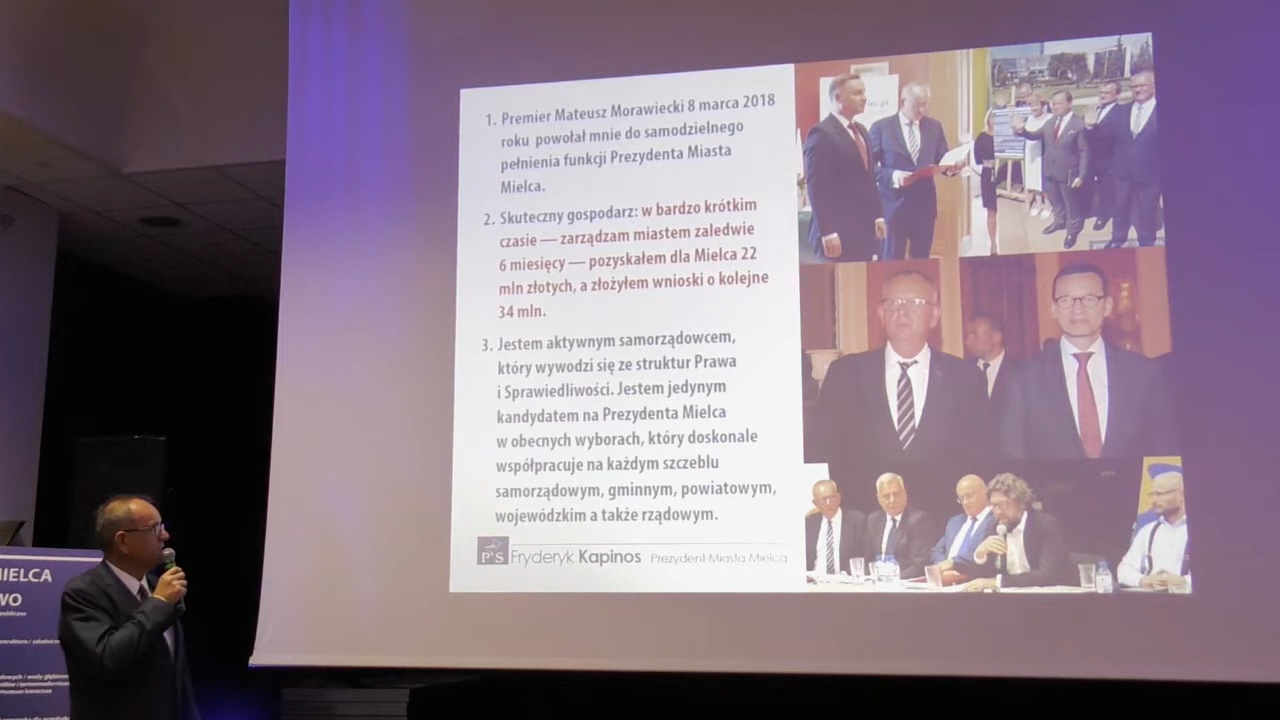 1. Premier Mateusz Morawiecki 8 marca 2018
roku powołał mnie do samodzielnego
pełnienia funkcji Prezydenta Miasta
Mielca.
2. Skuteczny gospodarz: w bardzo krótkim
czasie — zarządzam miastem zaledwie
6 miesięcy — pozyskałem dla Mielca 22
mln złotych, a złożyłem wnioski o kolejne
34 mln.
3. Jestem aktywnym samorządowcem,
który wywodzi się ze struktur Prawa
i Sprawiedliwości. Jestem jedynym
kandydatem na Prezydenta Mielca
w obecnych wyborach, który doskonale
współpracuje na każdym szczeblu
samorządowym, gminnym, powiatowym,
wojewódzkim a także rządowym.
P`S Fryderyk Kapinos Prezydent Miasta Mielca
MIELCA
WO